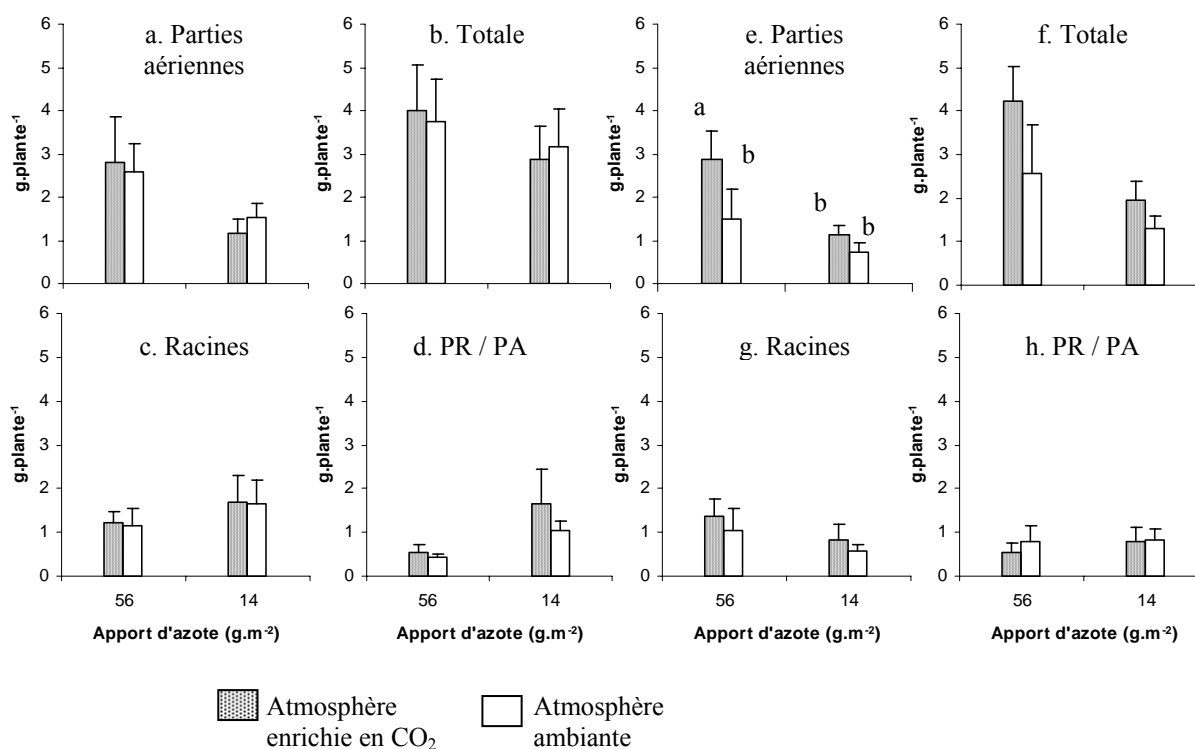 a. Parties
aériennes
6
5
4
3
2
1
0
g.plante⁻¹
b. Totale
6
5
4
3
2
1
0
g.plante⁻¹
e. Parties
aériennes
6
5
4
3
2
1
0
g.plante⁻¹
a
b
b
b
f. Totale
6
5
4
3
2
1
0
g.plante⁻¹
c. Racines
6
5
4
3
2
1
0
g.plante⁻¹
56 14
Apport d'azote (g.m⁻²)
d. PR / PA
6
5
4
3
2
1
0
g.plante⁻¹
56 14
Apport d'azote (g.m⁻²)
g. Racines
6
5
4
3
2
1
0
g.plante⁻¹
56 14
Apport d'azote (g.m⁻²)
h. PR / PA
6
5
4
3
2
1
0
g.plante⁻¹
56 14
Apport d'azote (g.m⁻²)
Atmosphère
enrichie en CO₂
Atmosphère
ambiante